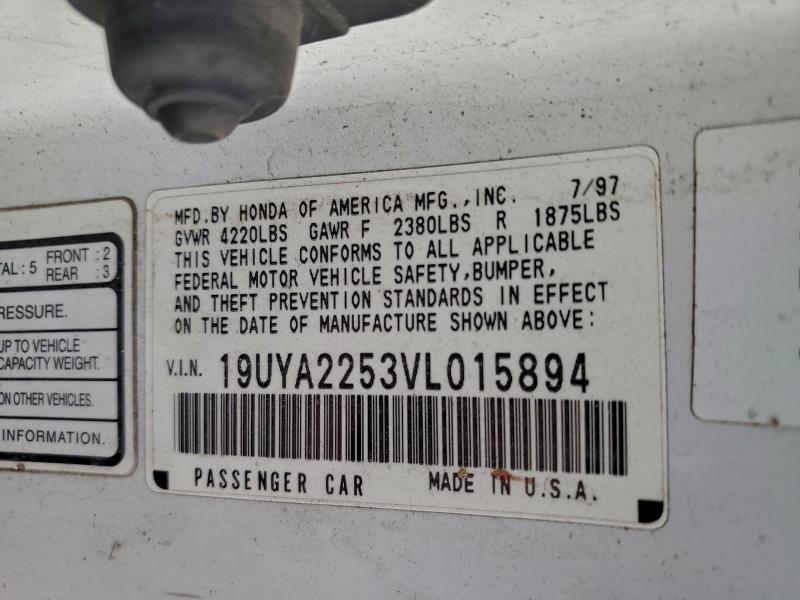 TAL : 5 FRONT : 2
REAR : 3
RESSURE.
UP TO VEHICLE
CAPACITY WEIGHT.
ON OTHER VEHICLES.
INFORMATION.
MFD.BY HONDA OF AMERICA MFG.,INC. 7/97
GVWR 4220LBS GAWR F 2380LBS R 1875LBS
THIS VEHICLE CONFORMS TO ALL APPLICABLE
FEDERAL MOTOR VEHICLE SAFETY,BUMPER,
AND THEFT PREVENTION STANDARDS IN EFFECT
ON THE DATE OF MANUFACTURE SHOWN ABOVE:
V.I.N. 19UYA2253VL015894
PASSENGER CAR MADE IN U.S.A.